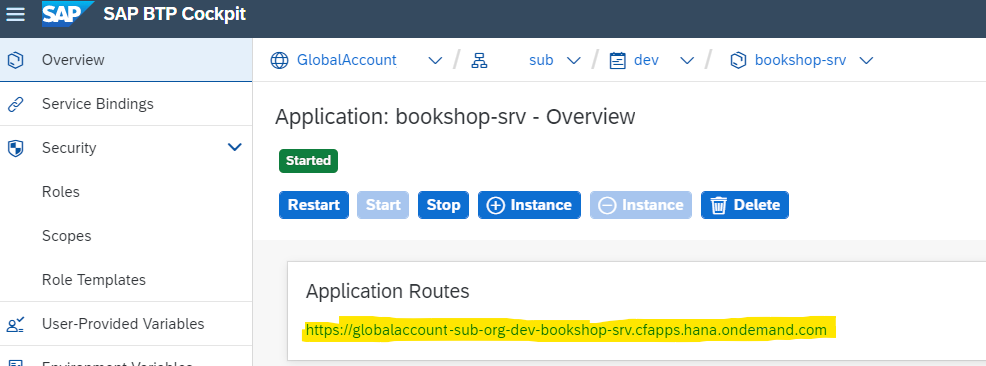 SAP SAP BTP Cockpit
Overview
Service Bindings
Security
Roles
Scopes
Role Templates
User-Provided Variables
GlobalAccount / sub / dev / bookshop-srv
Application: bookshop-srv - Overview
Started
Restart Start Stop Instance Instance Delete
Application Routes
https://globalaccount-sub-org-dev-bookshop-srv.cfapps.hana.ondemand.com